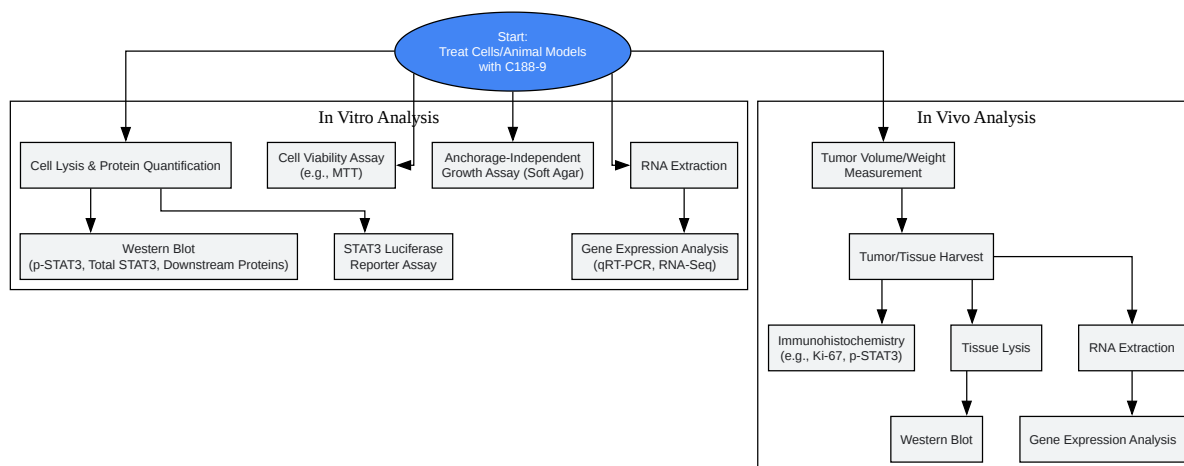 Start:
Treat Cells/Animal Models
with C188-9
In Vitro Analysis
Cell Lysis & Protein Quantification
Cell Viability Assay
(e.g., MTT)
Anchorage-Independent
Growth Assay (Soft Agar)
RNA Extraction
Western Blot
(p-STAT3, Total STAT3, Downstream Proteins)
STAT3 Luciferase
Reporter Assay
Gene Expression Analysis
(qRT-PCR, RNA-Seq)
In Vivo Analysis
Tumor Volume/Weight
Measurement
Tumor/Tissue Harvest
Immunohistochemistry
(e.g., Ki-67, p-STAT3)
Tissue Lysis
RNA Extraction
Western Blot
Gene Expression Analysis